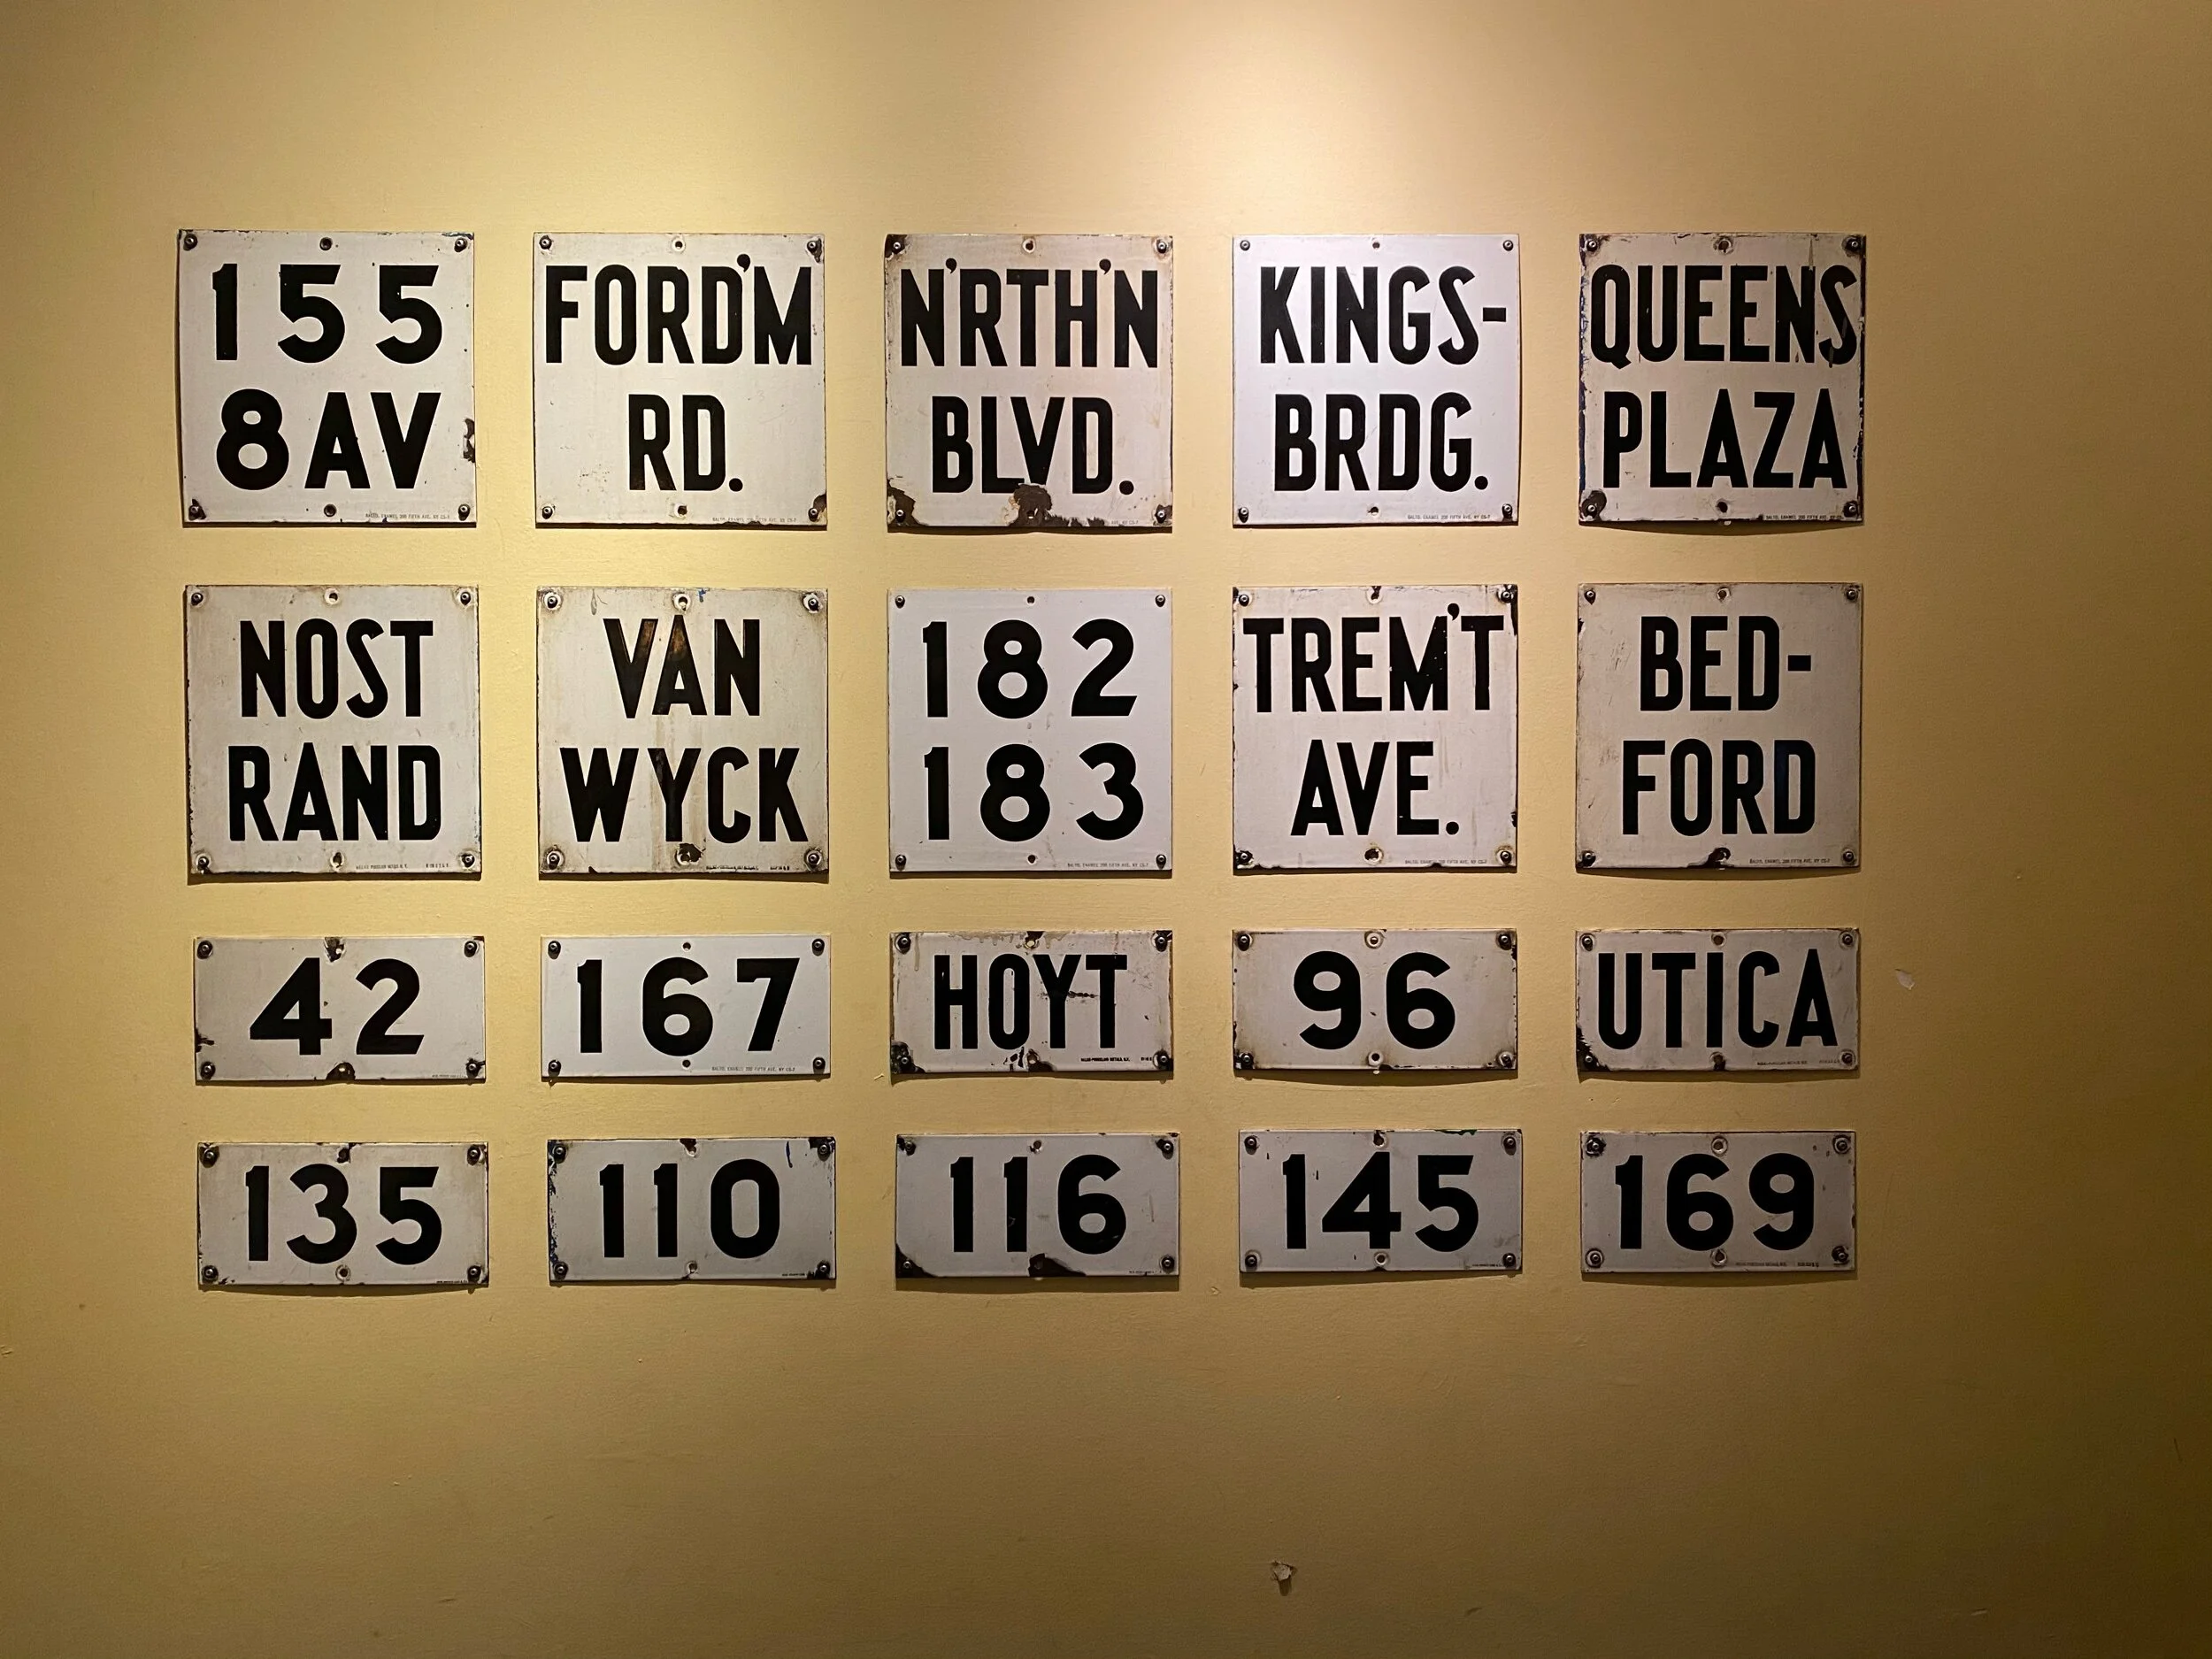 155
8AV
FORD'M
RD.
N'RTH'N
BLVD.
KINGS-
BRDG.
QUEENS
PLAZA
NOST
RAND
VAN
WYCK
182
183
TREM'T
AVE.
BED-
FORD
42
167
HOYT
96
UTICA
135
110
116
145
169